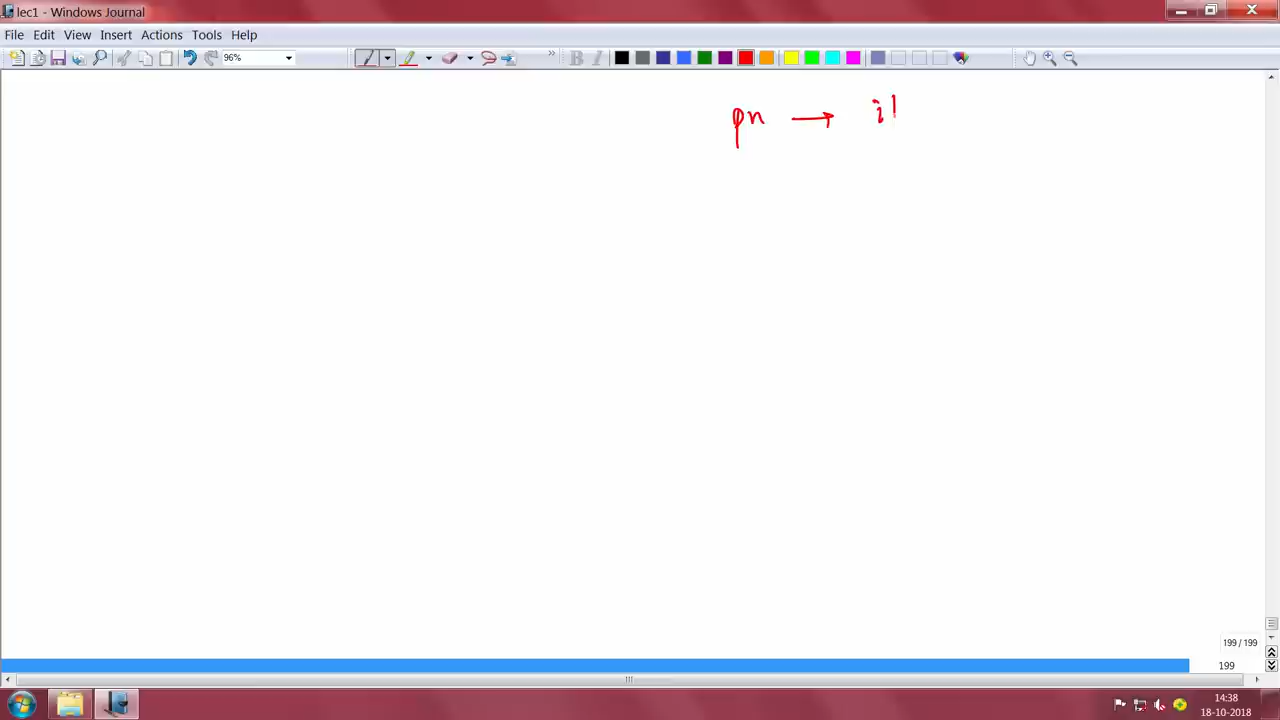 lec1 - Windows Journal
File Edit View Insert Actions Tools Help
96%
pn →
199 / 199
199
14:38
18-10-2018